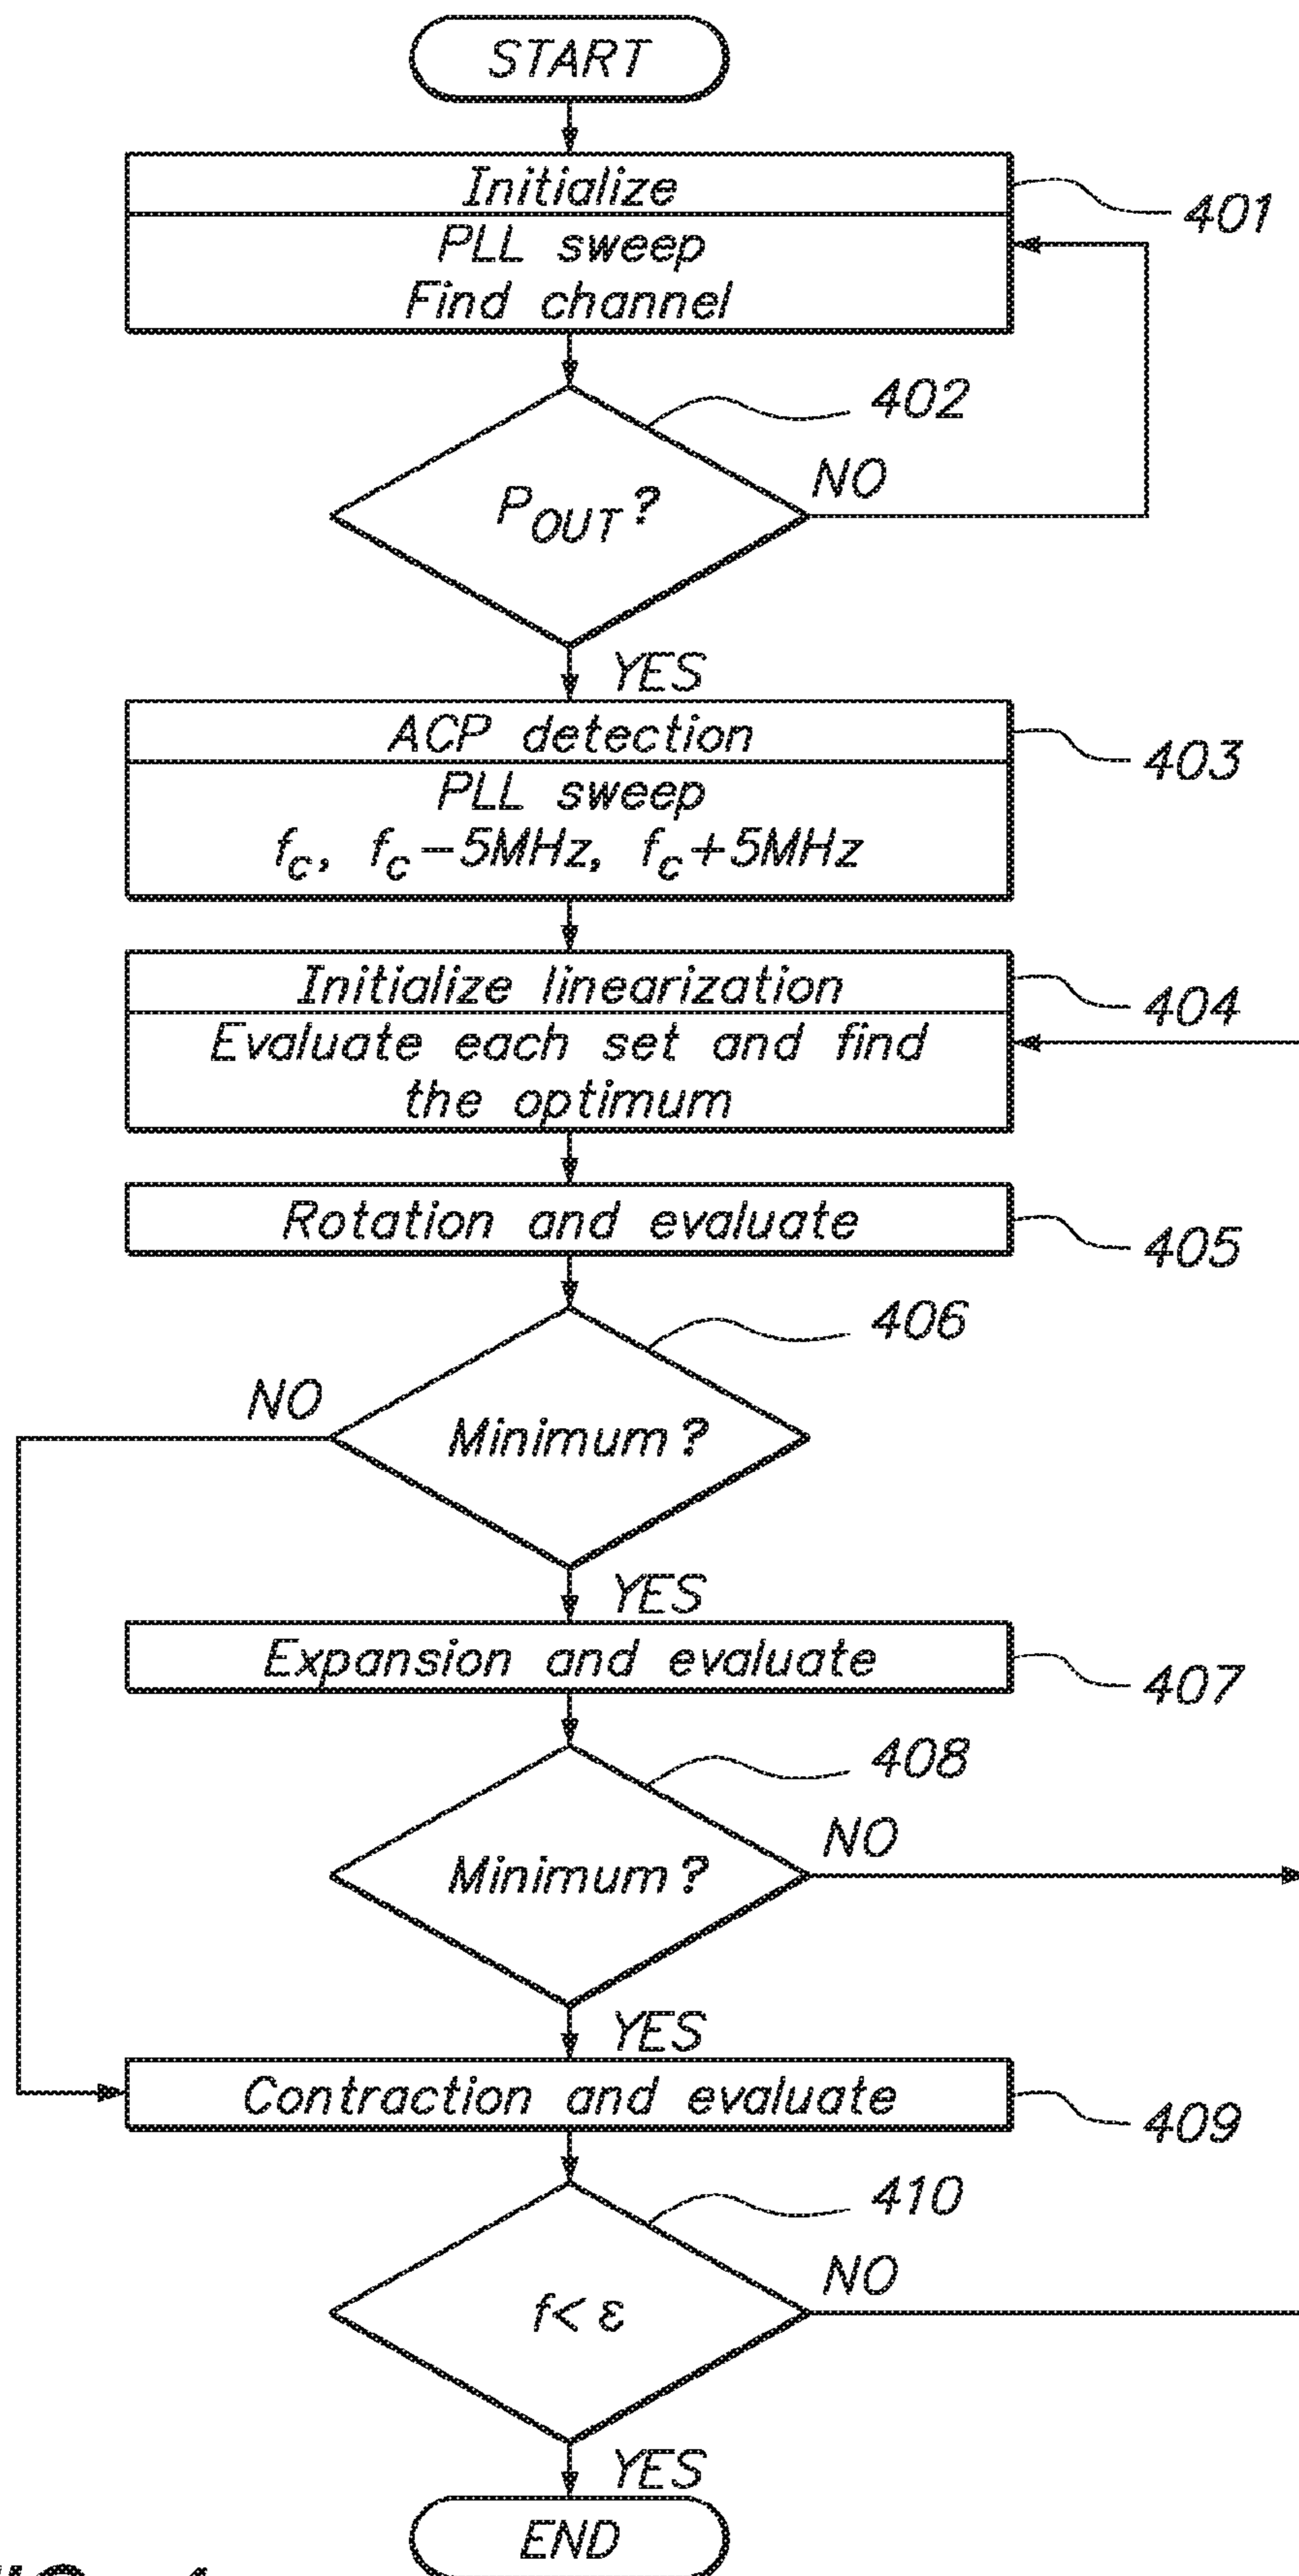 START
Initialize
401
PLL sweep
Find channel
402
P_OUT?
NO
YES
ACP detection
403
PLL sweep
f_c, f_c-5MHz, f_c+5MHz
Initialize linearization
404
Evaluate each set and find
the optimum
Rotation and evaluate
405
406
NO
Minimum?
YES
Expansion and evaluate
407
408
NO
Minimum?
YES
Contraction and evaluate
409
410
NO
f< ε
YES
END